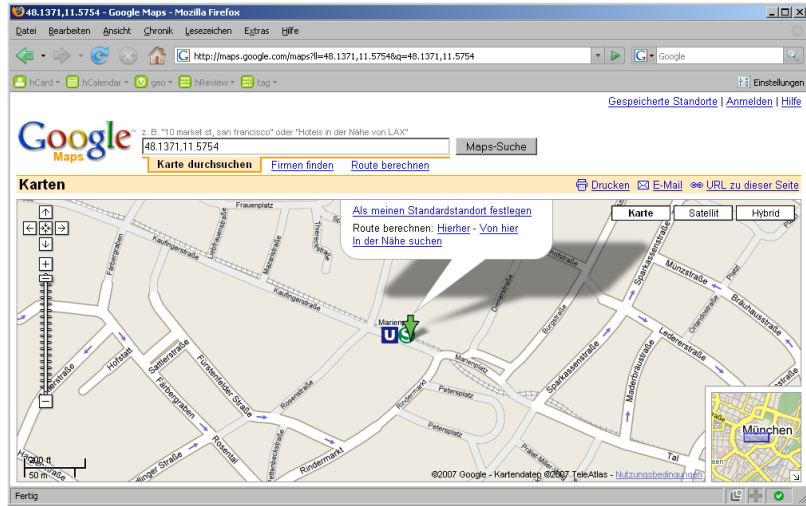 48.1371,11.5754 - Google Maps - Mozilla Firefox
Datei Bearbeiten Ansicht Chronik Lesezeichen Extras Hilfe
http://maps.google.com/maps?ll=48.1371,11.5754&q=48.1371,11.5754
Google
hCard hCalendar geo hReview tag
Einstellungen
Gespeicherte Standorte | Anmelden | Hilfe
Google
Maps
z. B. "10 market st, san francisco" oder "Hotels in der Nähe von LAX"
48.1371,11.5754
Maps-Suche
Karte durchsuchen Firmen finden Route berechnen
Karten
Drucken E-Mail URL zu dieser Seite
Als meinen Standardstandort festlegen
Route berechnen: Hierher - Von hier
In der Nähe suchen
Karte Satellit Hybrid
Frauenplatz
Färbergraben
Kaufingerstraße
Liebfrauenstraße
Mazaristraße
Thiereckstraße
Kaufingerstraße
Sparkassenstraße
Münzstraße
Platzl
Bräuhausstraße
Orlandostraße
Dienerstraße
Burgstraße
Ledererstraße
U S
Marienplatz
Hofstatt
Sattlerstraße
Fürstenfelder Straße
Färbergraben
Rosenstraße
Rindermarkt
Petersplatz
Petersplatz
Sparkassenstraße
Maderbräustraße
München
Rosental
Rindermarkt
Tal
200 ft
50 m
©2007 Google - Kartendaten ©2007 TeleAtlas - Nutzungsbedingungen
Fertig